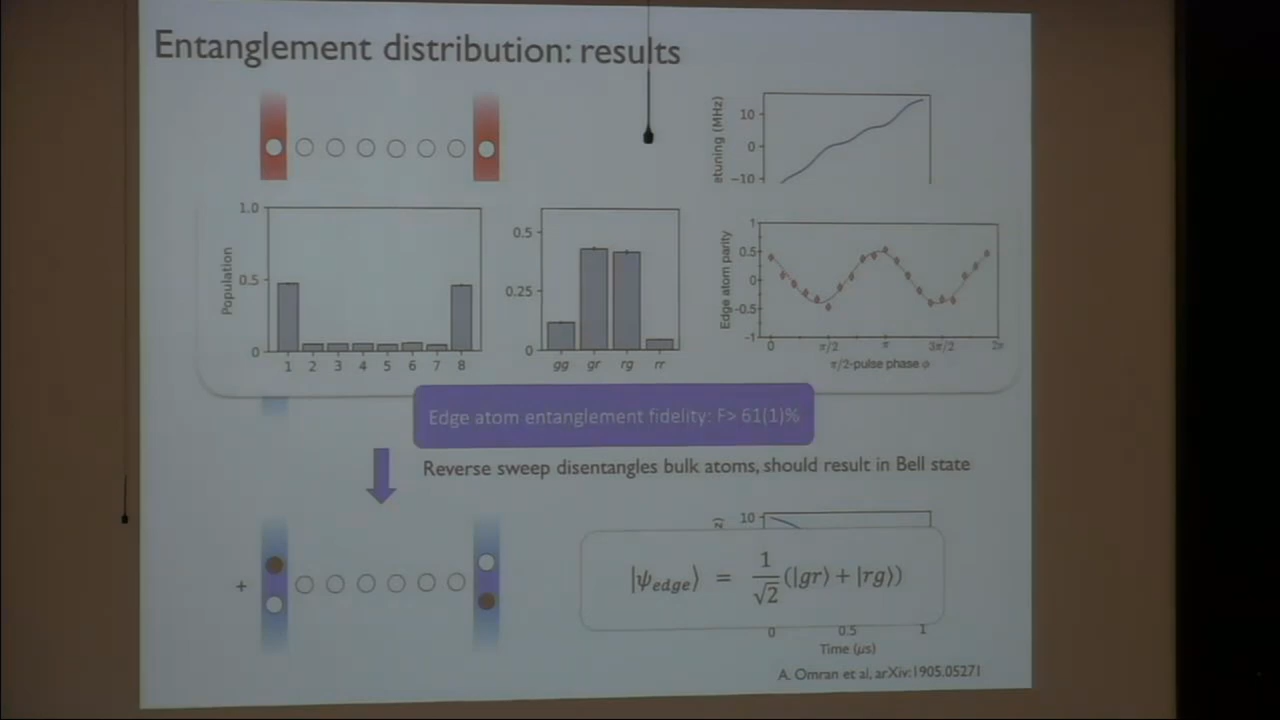 Entanglement distribution: results
etuning (MHz)
10
0
−10
Population
1.0
0.5
0
1 2 3 4 5 6 7 8
0.5
0.25
0
gg gr rg rr
Edge atom parity
1
0.5
0
-0.5
-1
0 π/2 π 3π/2 2π
π/2-pulse phase ϕ
Edge atom entanglement fidelity: F> 61(1)%
Reverse sweep disentangles bulk atoms, should result in Bell state
z)
10
+
|ψ_edge⟩ = 1/√2 (|gr⟩ + |rg⟩)
0 0.5 1
Time (μs)
A. Omran et al, arXiv:1905.05271